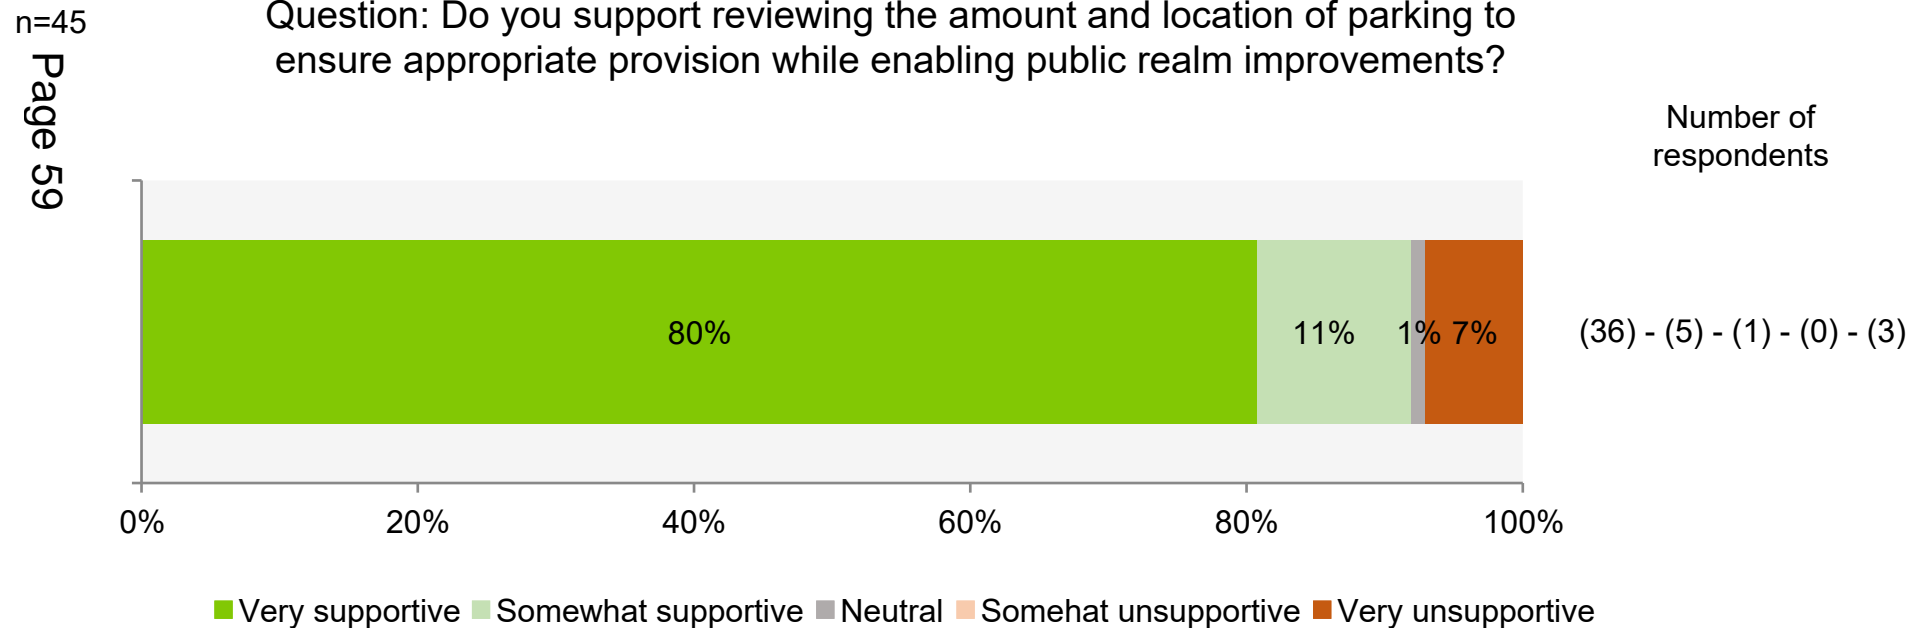 n=45
Page 59
Question: Do you support reviewing the amount and location of parking to
ensure appropriate provision while enabling public realm improvements?
Number of
respondents
80%
11%
1%
7%
(36) - (5) - (1) - (0) - (3)
0%
20%
40%
60%
80%
100%
Very supportive
Somewhat supportive
Neutral
Somehat unsupportive
Very unsupportive